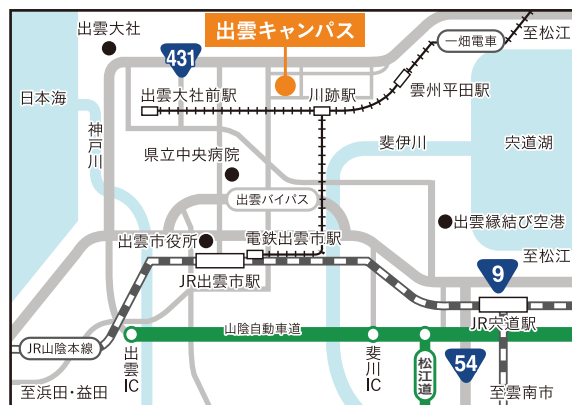 出雲大社
出雲キャンパス
一畑電車
至松江
431
日本海
出雲大社前駅
川跡駅
雲州平田駅
神戸川
県立中央病院
斐伊川
宍道湖
出雲バイパス
出雲縁結び空港
出雲市役所
電鉄出雲市駅
至松江
JR出雲市駅
9
JR宍道駅
山陰自動車道
JR山陰本線
出雲IC
斐川IC
松江道
54
至浜田・益田
至雲南市